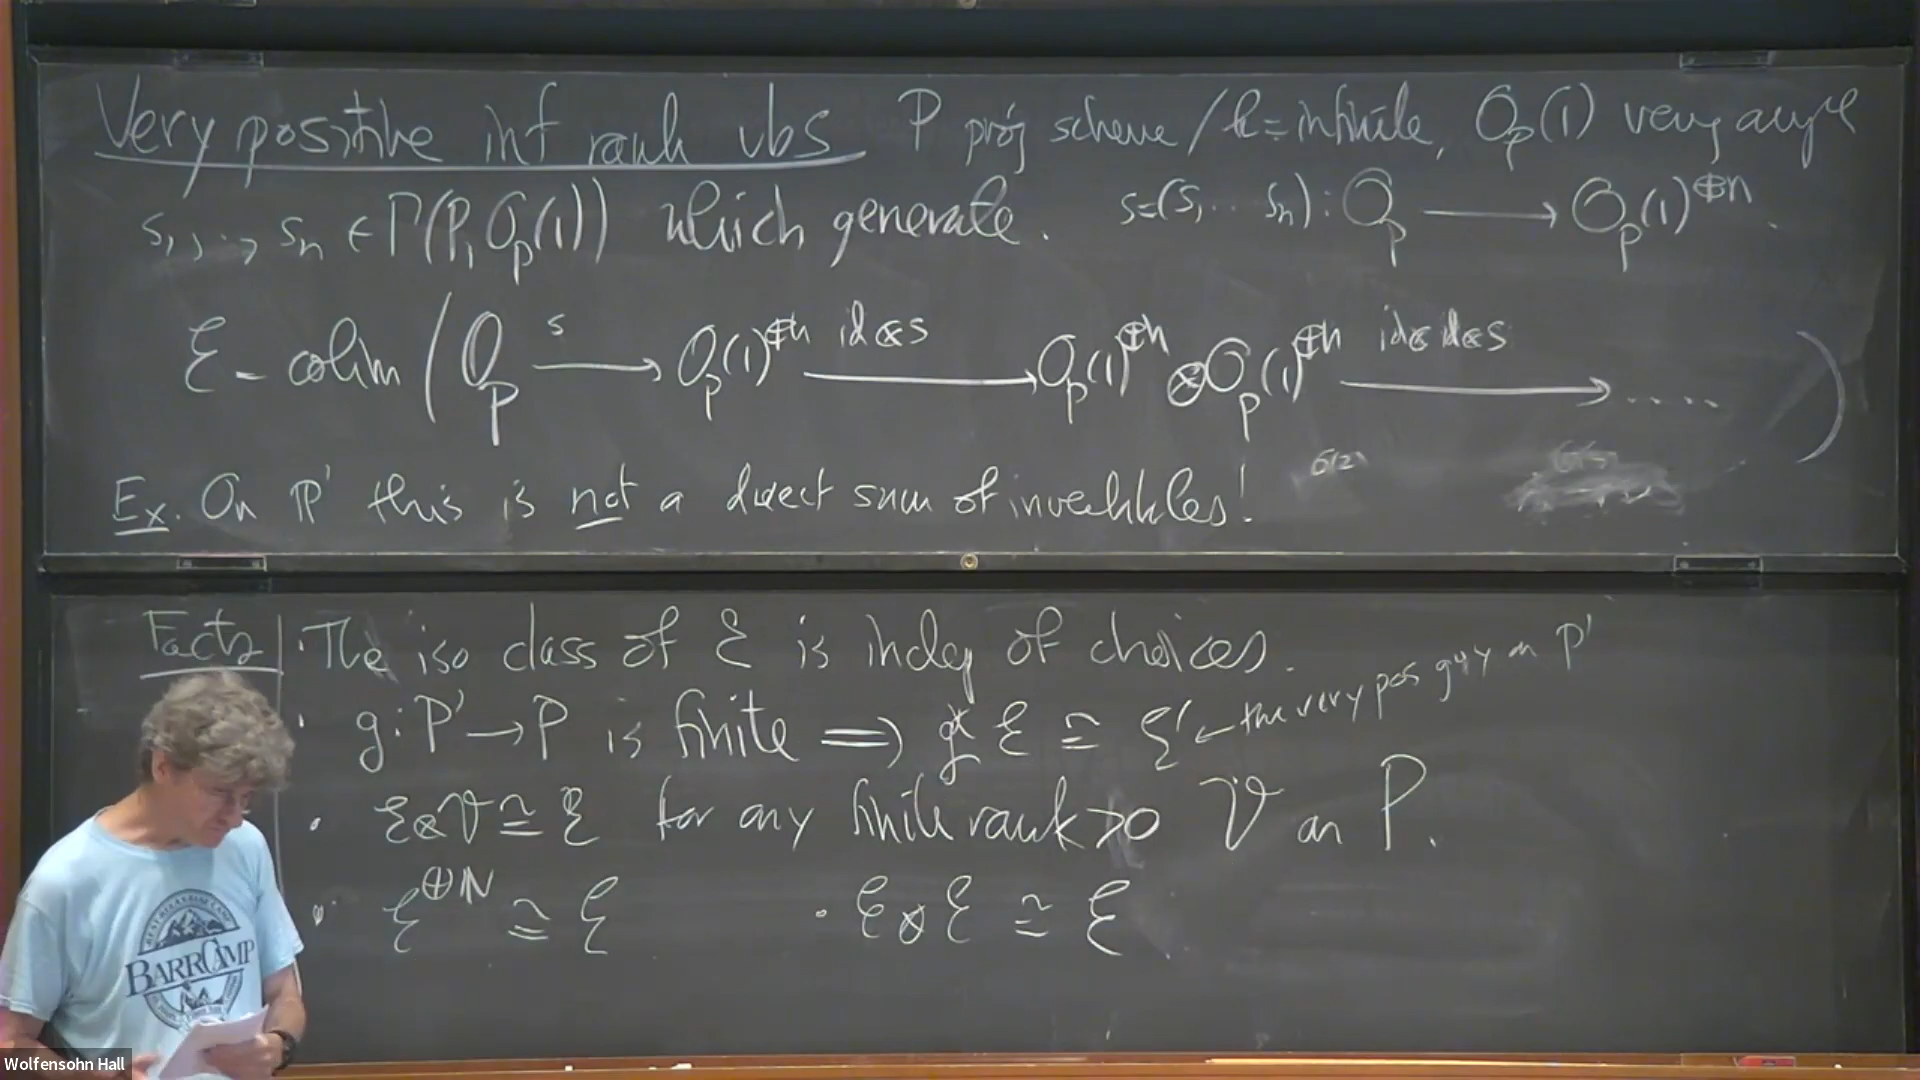 Very positive inf rank vbs P proj scheme / k = infinite, O_P(1) very ample
s_1, .., s_n ∈ Γ(P, O_P(1)) which generate. s=(s_1 .. s_n) : O_P ⟶ O_P(1)^{⊕n}.
ℰ = colim ( O_P —s→ O_P(1)^{⊕n} —id⊗s→ O_P(1)^{⊕n} ⊗ O_P(1)^{⊕n} —id⊗id⊗s→ .... )
O(2)
Ex. On ℙ¹ this is not a direct sum of invertibles!
Facts · The iso class of ℰ is indep of choices.
· g : P' → P is finite ⟹ g*ℰ ≅ ℰ' ← the very pos guy on P'
· ℰ⊗𝒱 ≅ ℰ for any finite rank >0 𝒱 on P.
· ℰ^{⊕ℕ} ≅ ℰ · ℰ⊗ℰ ≅ ℰ
BARRCAMP
Wolfensohn Hall